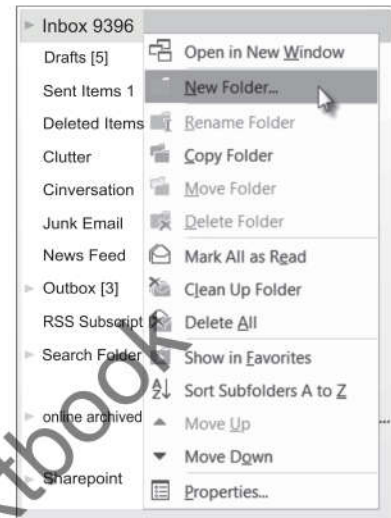 Inbox 9396
Drafts [5]
Sent Items 1
Deleted Items
Clutter
Cinversation
Junk Email
News Feed
Outbox [3]
RSS Subscript
Search Folder
online archived
Sharepoint
Open in New Window
New Folder...
Rename Folder
Copy Folder
Move Folder
Delete Folder
Mark All as Read
Clean Up Folder
Delete All
Show in Favorites
Sort Subfolders A to Z
Move Up
Move Down
Properties...
...